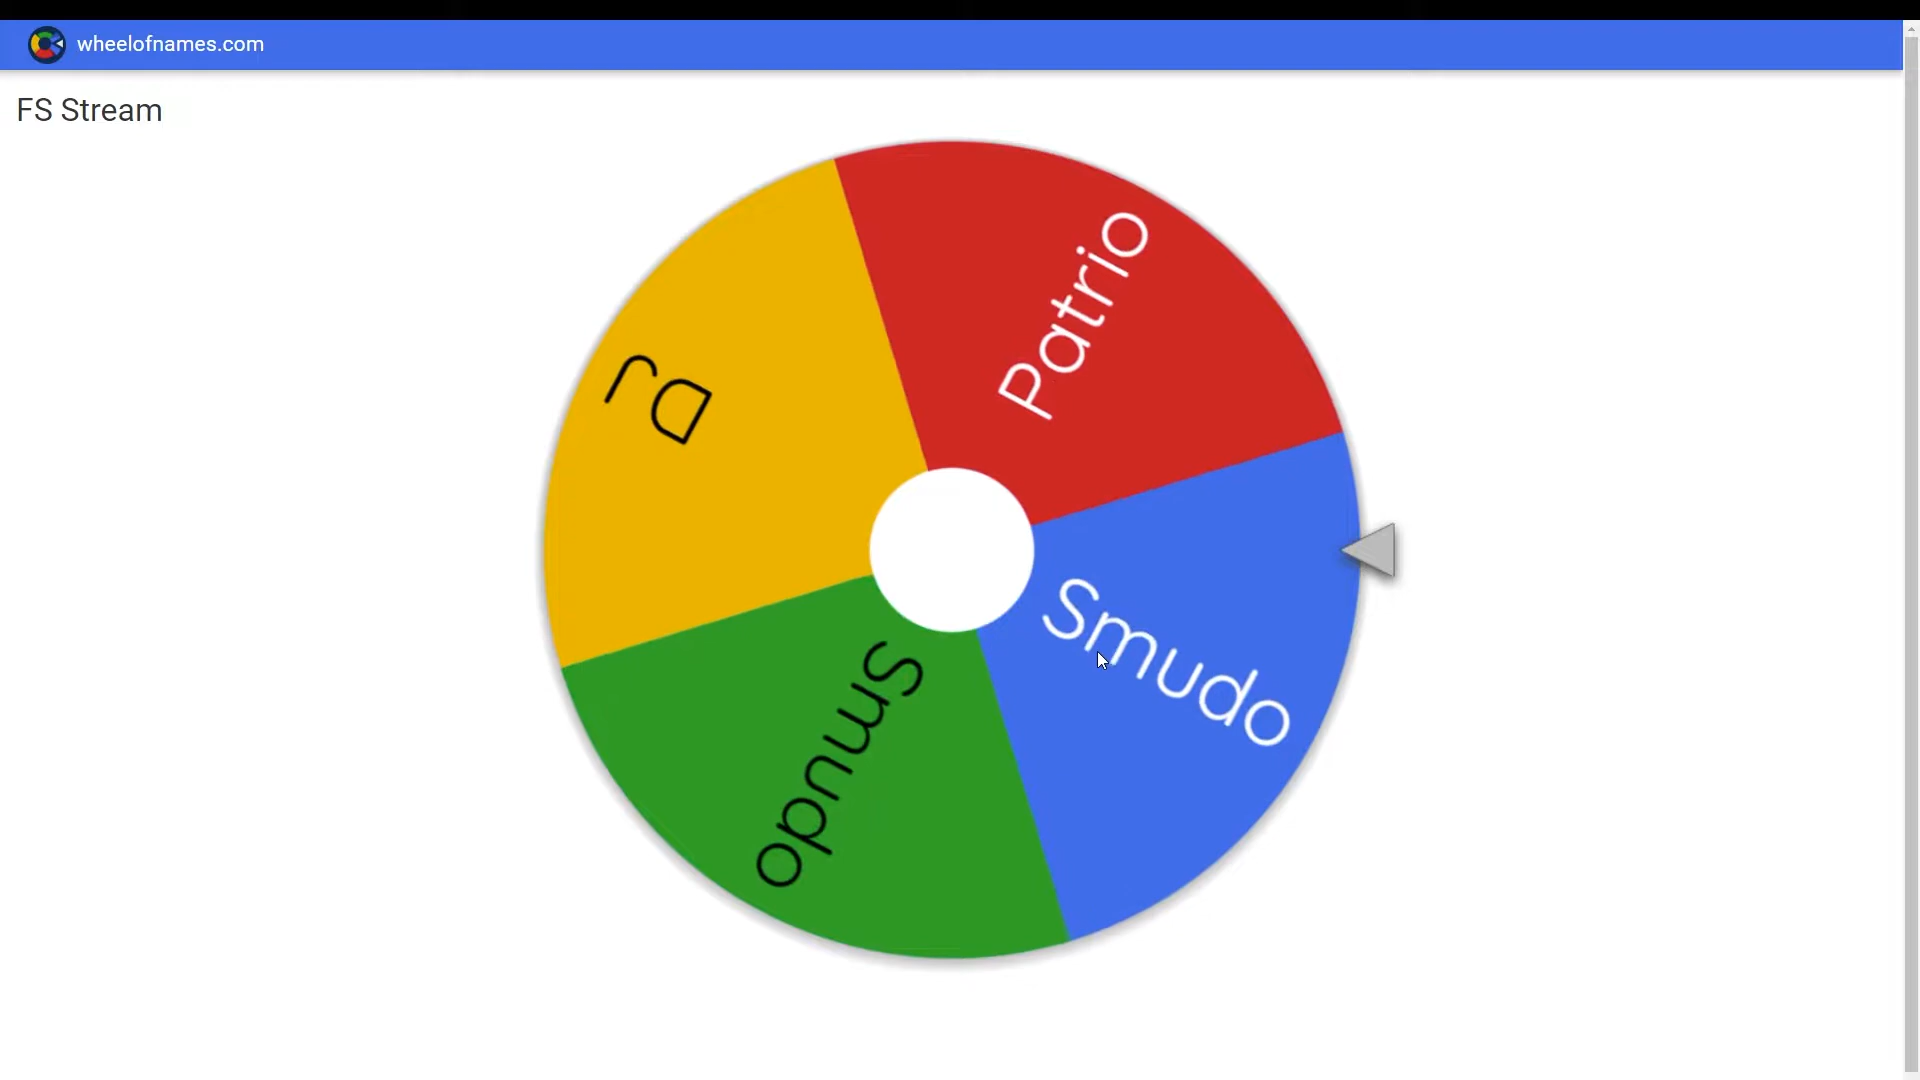 wheelofnames.com
FS Stream
Patrio
DJ
Smudo
Smudo